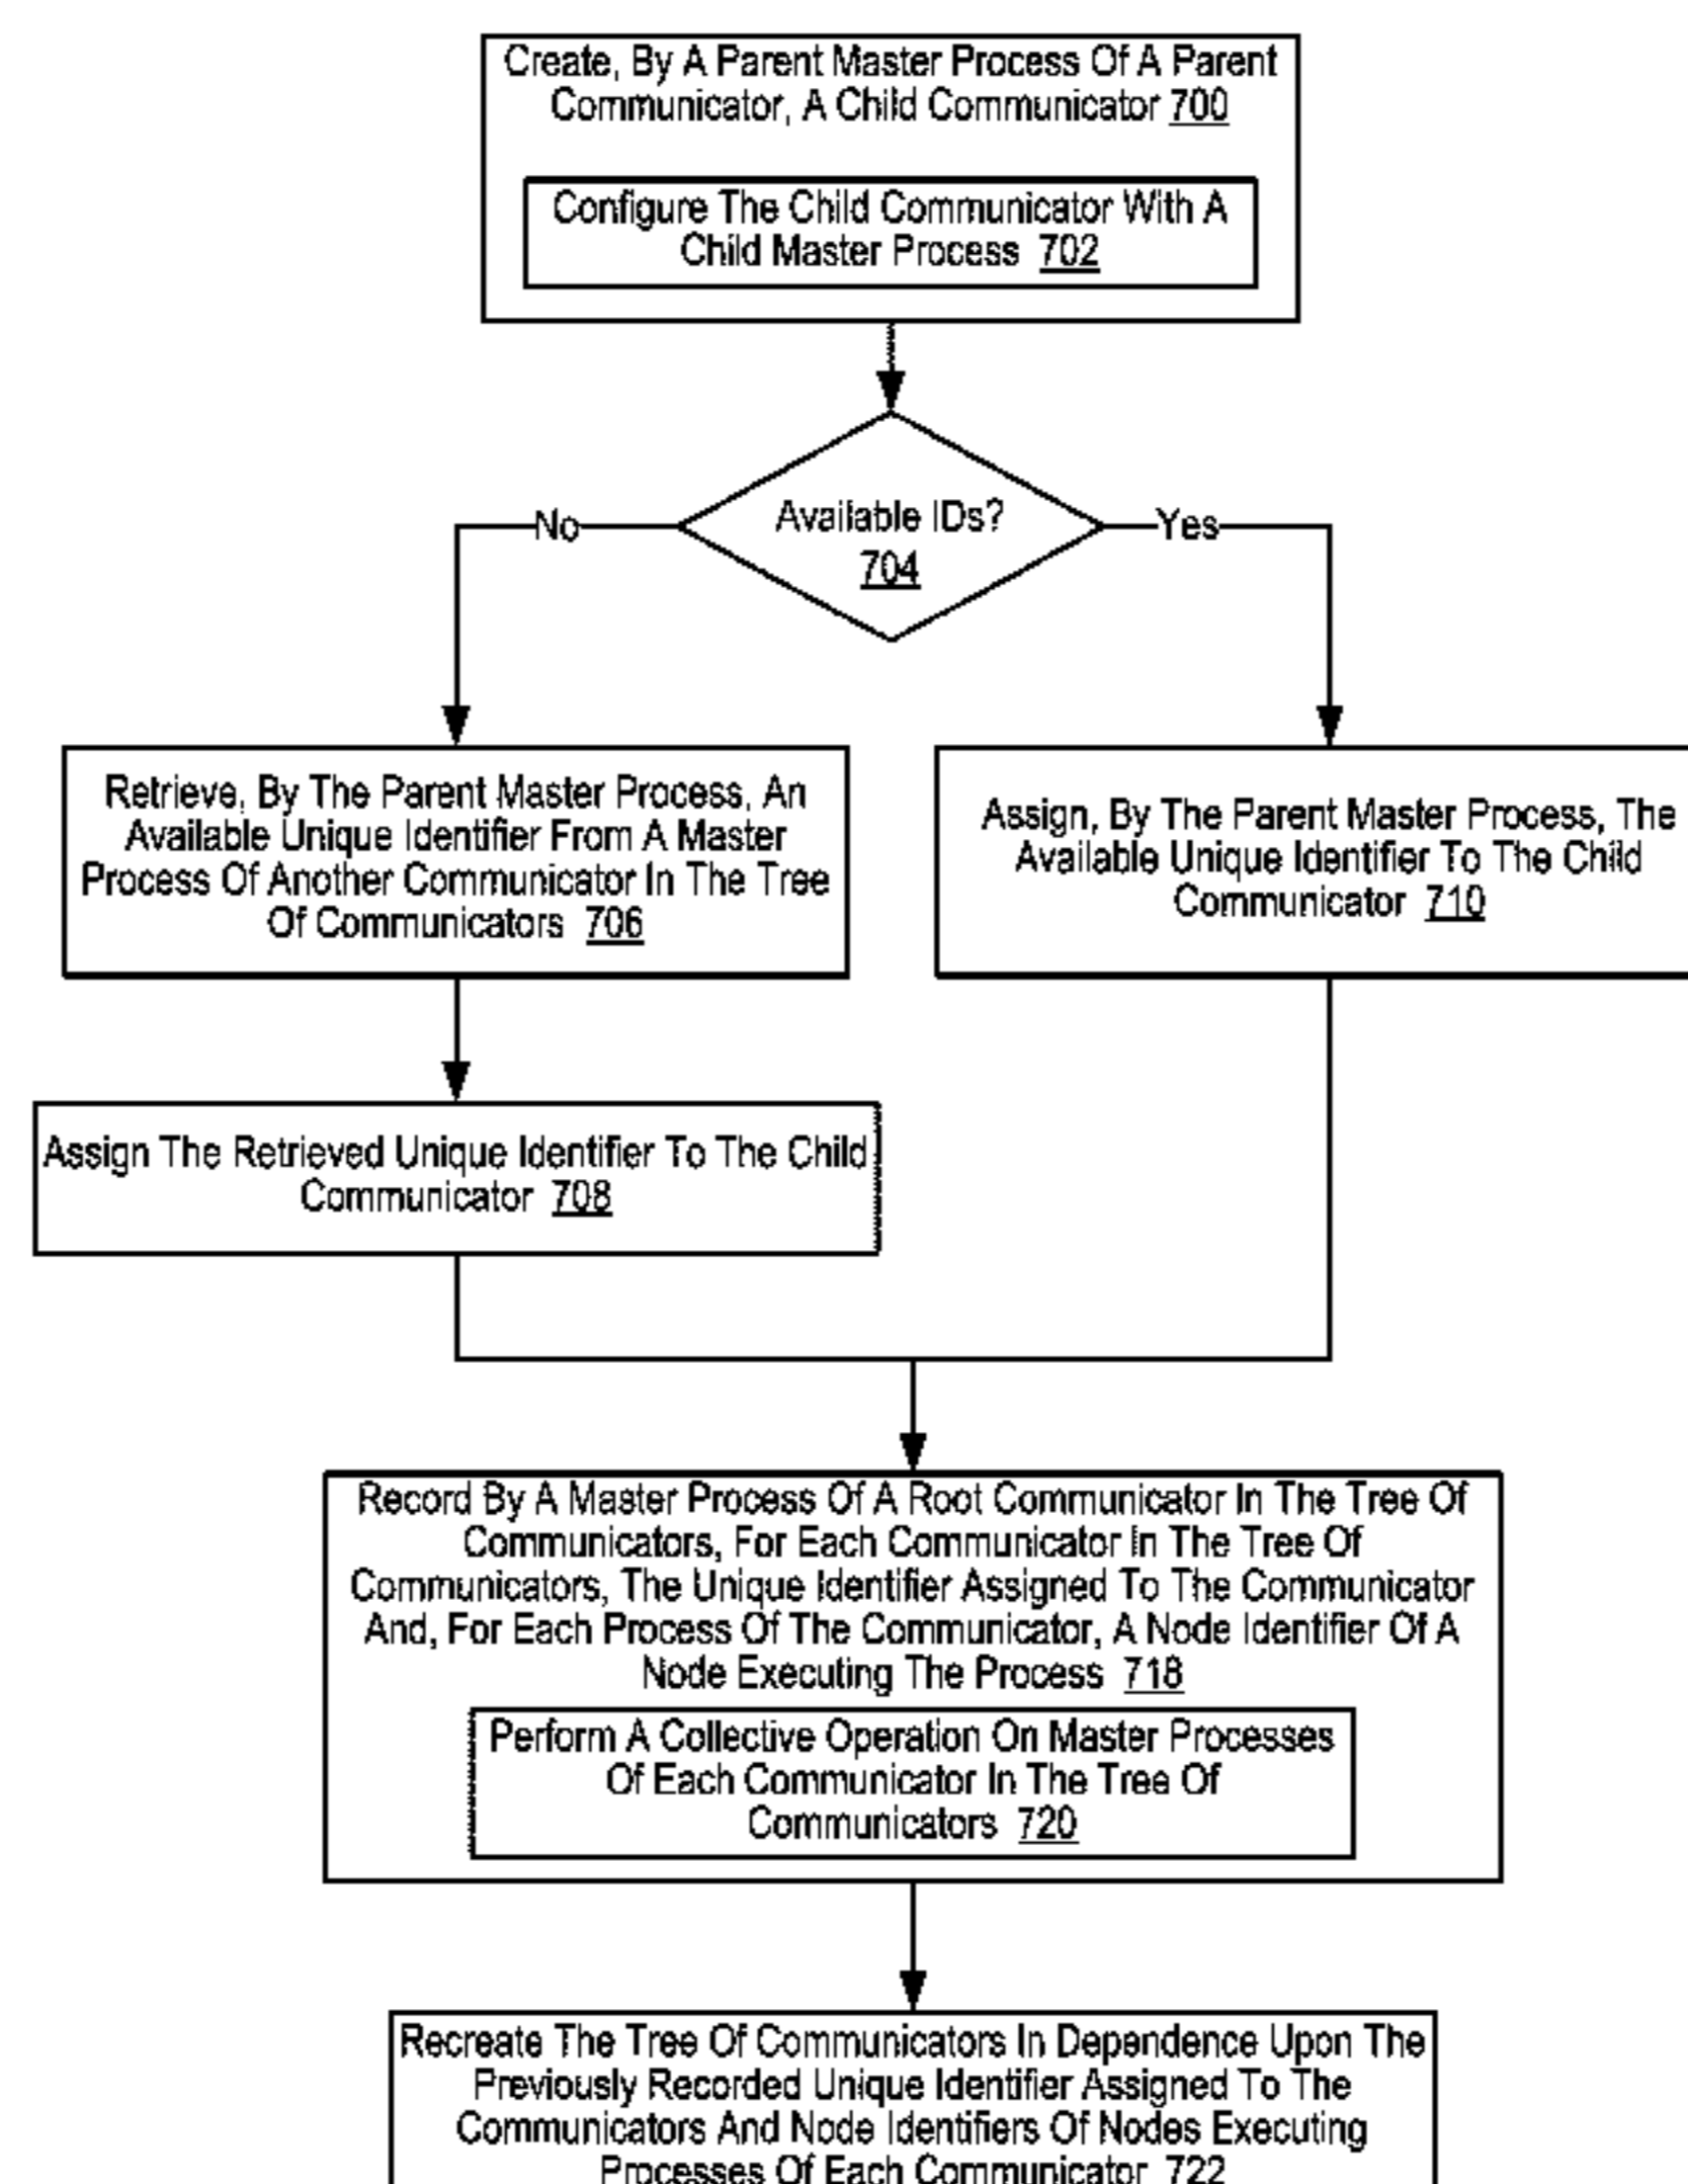 Create, By A Parent Master Process Of A Parent
Communicator, A Child Communicator 700
Configure The Child Communicator With A
Child Master Process 702
Available IDs?
704
No
Yes
Retrieve, By The Parent Master Process, An
Available Unique Identifier From A Master
Process Of Another Communicator In The Tree
Of Communicators 706
Assign, By The Parent Master Process, The
Available Unique Identifier To The Child
Communicator 710
Assign The Retrieved Unique Identifier To The Child
Communicator 708
Record By A Master Process Of A Root Communicator In The Tree Of
Communicators, For Each Communicator In The Tree Of
Communicators, The Unique Identifier Assigned To The Communicator
And, For Each Process Of The Communicator, A Node Identifier Of A
Node Executing The Process 718
Perform A Collective Operation On Master Processes
Of Each Communicator In The Tree Of
Communicators 720
Recreate The Tree Of Communicators In Dependence Upon The
Previously Recorded Unique Identifier Assigned To The
Communicators And Node Identifiers Of Nodes Executing
Processes Of Each Communicator 722